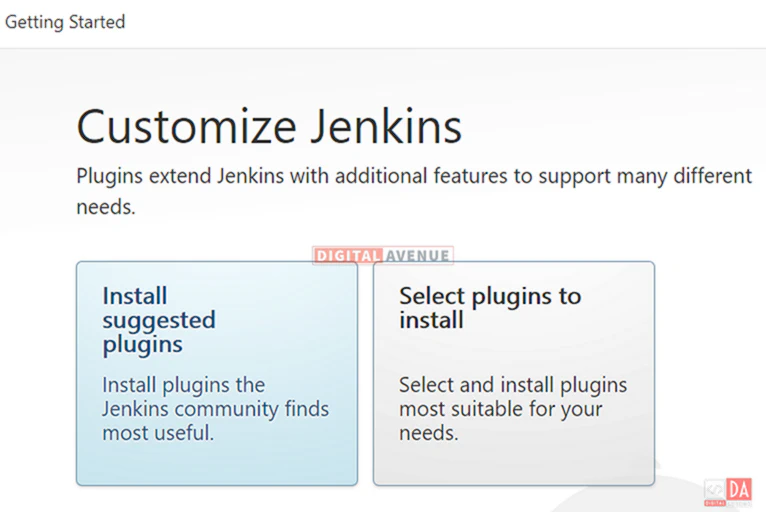 Getting Started
Customize Jenkins
Plugins extend Jenkins with additional features to support many different
needs.
DIGITAL AVENUE
Install
suggested
plugins
Install plugins the
Jenkins community finds
most useful.
Select plugins to
install
Select and install plugins
most suitable for your
needs.
DA